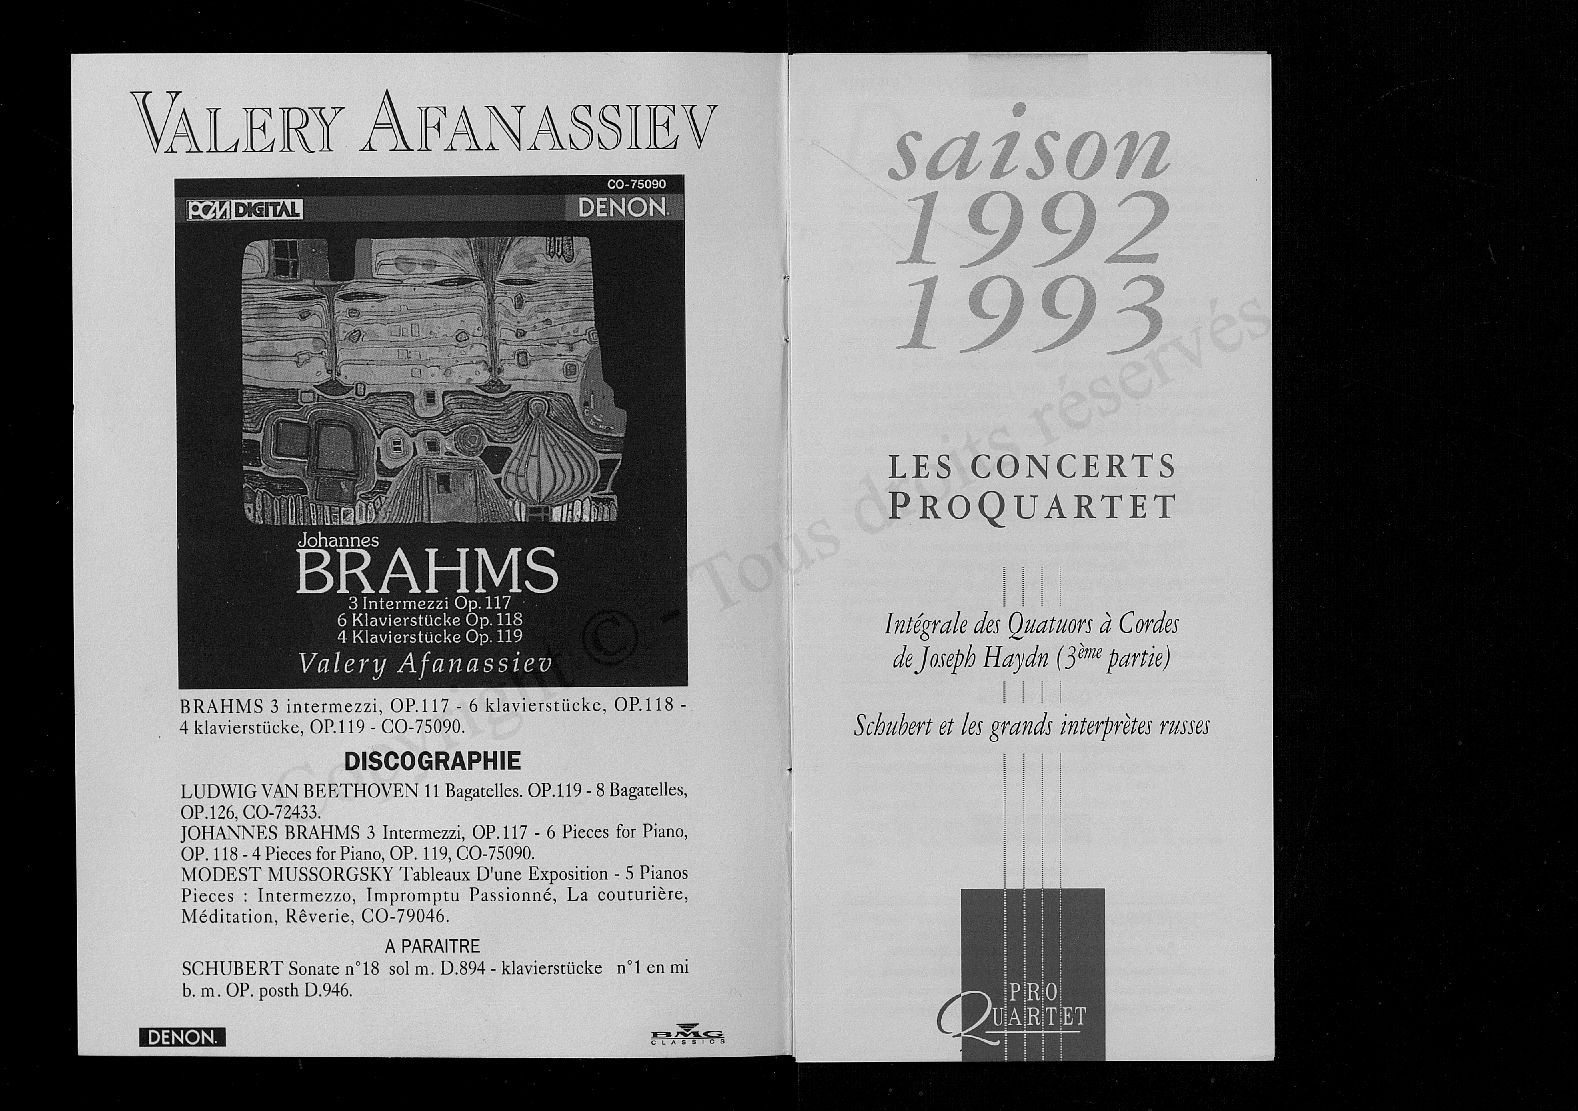 VALERY AFANASSIEV
CO-75090
PCM DIGITAL
DENON
Johannes
BRAHMS
3 Intermezzi Op. 117
6 Klavierstücke Op. 118
4 Klavierstücke Op. 119
Valery Afanassiev
BRAHMS 3 intermezzi, OP.117 - 6 klavierstücke, OP.118 -
4 klavierstücke, OP.119 - CO-75090.
DISCOGRAPHIE
LUDWIG VAN BEETHOVEN 11 Bagatelles. OP.119 - 8 Bagatelles,
OP.126, CO-72433.
JOHANNES BRAHMS 3 Intermezzi, OP.117 - 6 Pieces for Piano,
OP. 118 - 4 Pieces for Piano, OP. 119, CO-75090.
MODEST MUSSORGSKY Tableaux D'une Exposition - 5 Pianos
Pieces : Intermezzo, Impromptu Passionné, La couturière,
Méditation, Rêverie, CO-79046.
A PARAITRE
SCHUBERT Sonate n°18 sol m. D.894 - klavierstücke n°1 en mi
b. m. OP. posth D.946.
DENON.
BMG
CLASSICS
saison
1992
1993
LES CONCERTS
PROQUARTET
Intégrale des Quatuors à Cordes
de Joseph Haydn (3ème partie)
Schubert et les grands interprètes russes
PRO
QUARTET
Copyright © - Tous droits réservés